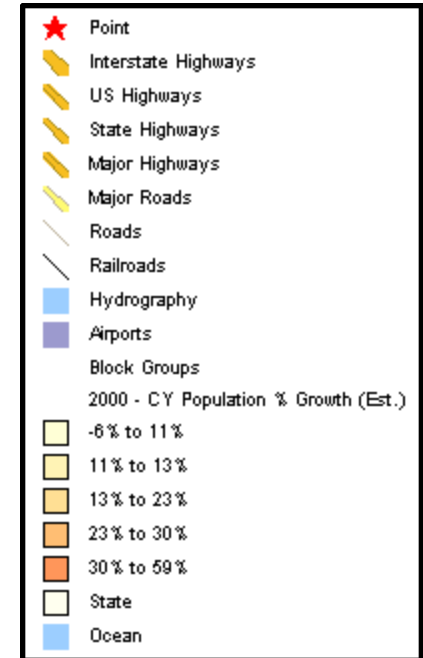 Point
Interstate Highways
US Highways
State Highways
Major Highways
Major Roads
Roads
Railroads
Hydrography
Airports
Block Groups
2000 - CY Population % Growth (Est.)
-6% to 11%
11% to 13%
13% to 23%
23% to 30%
30% to 59%
State
Ocean